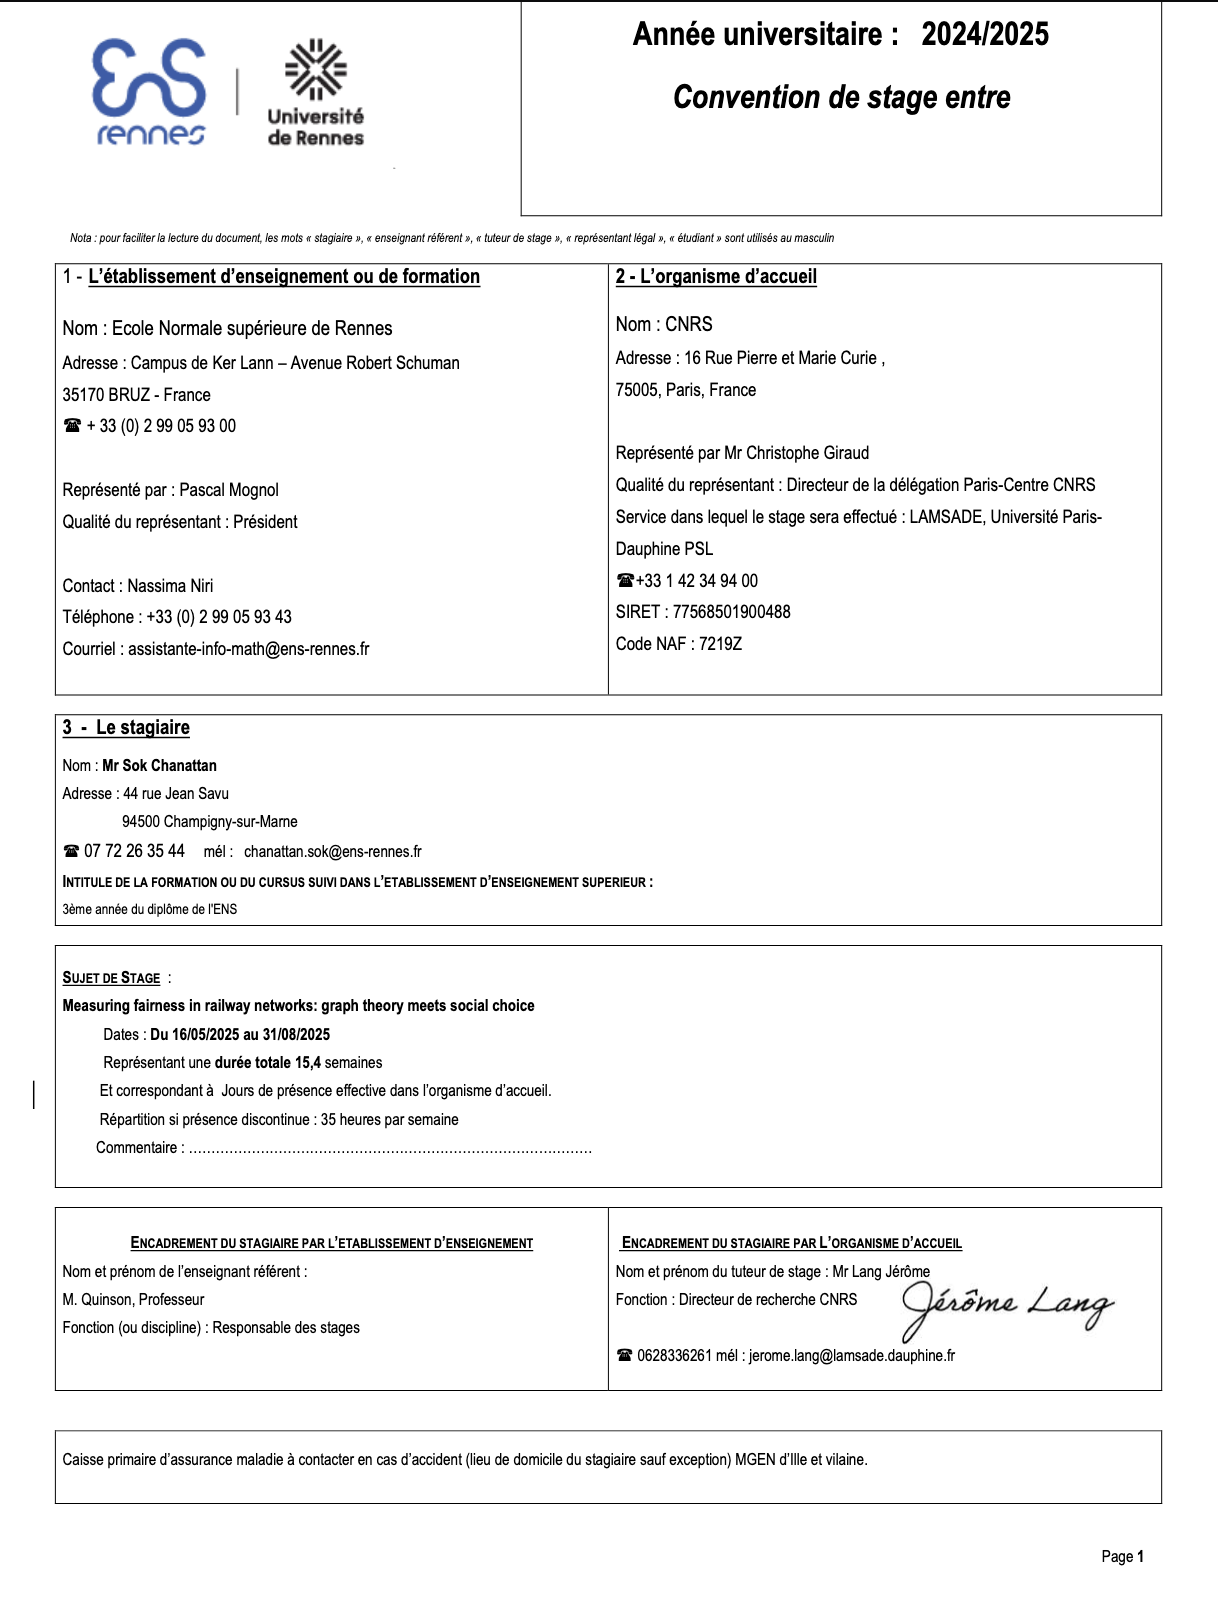 ENS rennes
Université de Rennes
Année universitaire : 2024/2025
Convention de stage entre
Nota : pour faciliter la lecture du document, les mots « stagiaire », « enseignant référent », « tuteur de stage », « représentant légal », « étudiant » sont utilisés au masculin
1 - L’établissement d’enseignement ou de formation
Nom : Ecole Normale supérieure de Rennes
Adresse : Campus de Ker Lann – Avenue Robert Schuman
35170 BRUZ - France
☎ + 33 (0) 2 99 05 93 00
Représenté par : Pascal Mognol
Qualité du représentant : Président
Contact : Nassima Niri
Téléphone : +33 (0) 2 99 05 93 43
Courriel : assistante-info-math@ens-rennes.fr
2 - L’organisme d’accueil
Nom : CNRS
Adresse : 16 Rue Pierre et Marie Curie ,
75005, Paris, France
Représenté par Mr Christophe Giraud
Qualité du représentant : Directeur de la délégation Paris-Centre CNRS
Service dans lequel le stage sera effectué : LAMSADE, Université Paris-
Dauphine PSL
☎+33 1 42 34 94 00
SIRET : 77568501900488
Code NAF : 7219Z
3 - Le stagiaire
Nom : Mr Sok Chanattan
Adresse : 44 rue Jean Savu
94500 Champigny-sur-Marne
☎ 07 72 26 35 44 mél : chanattan.sok@ens-rennes.fr
INTITULE DE LA FORMATION OU DU CURSUS SUIVI DANS L’ETABLISSEMENT D’ENSEIGNEMENT SUPERIEUR :
3ème année du diplôme de l'ENS
SUJET DE STAGE :
Measuring fairness in railway networks: graph theory meets social choice
Dates : Du 16/05/2025 au 31/08/2025
Représentant une durée totale 15,4 semaines
Et correspondant à Jours de présence effective dans l’organisme d’accueil.
Répartition si présence discontinue : 35 heures par semaine
Commentaire : ………………………………………………………………………………
ENCADREMENT DU STAGIAIRE PAR L’ETABLISSEMENT D’ENSEIGNEMENT
Nom et prénom de l’enseignant référent :
M. Quinson, Professeur
Fonction (ou discipline) : Responsable des stages
ENCADREMENT DU STAGIAIRE PAR L’ORGANISME D’ACCUEIL
Nom et prénom du tuteur de stage : Mr Lang Jérôme
Fonction : Directeur de recherche CNRS
Jérôme Lang
☎ 0628336261 mél : jerome.lang@lamsade.dauphine.fr
Caisse primaire d’assurance maladie à contacter en cas d’accident (lieu de domicile du stagiaire sauf exception) MGEN d’Ille et vilaine.
Page 1